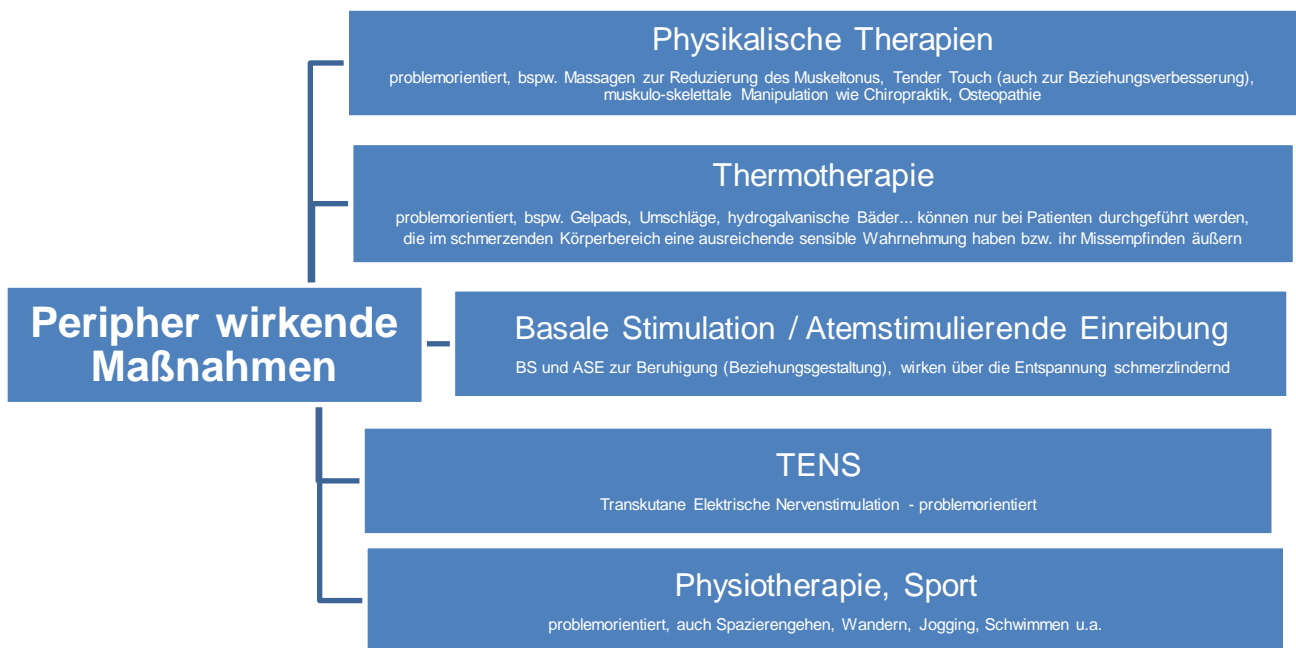 Physikalische Therapien
problemorientiert, bspw. Massagen zur Reduzierung des Muskeltonus, Tender Touch (auch zur Beziehungsverbesserung),
muskulo-skelettale Manipulation wie Chiropraktik, Osteopathie
Thermotherapie
problemorientiert, bspw. Gelpads, Umschläge, hydrogalvanische Bäder... können nur bei Patienten durchgeführt werden,
die im schmerzenden Körperbereich eine ausreichende sensible Wahrnehmung haben bzw. ihr Missempfinden äußern
Peripher wirkende
Maßnahmen
Basale Stimulation / Atemstimulierende Einreibung
BS und ASE zur Beruhigung (Beziehungsgestaltung), wirken über die Entspannung schmerzlindernd
TENS
Transkutane Elektrische Nervenstimulation - problemorientiert
Physiotherapie, Sport
problemorientiert, auch Spazierengehen, Wandern, Jogging, Schwimmen u.a.